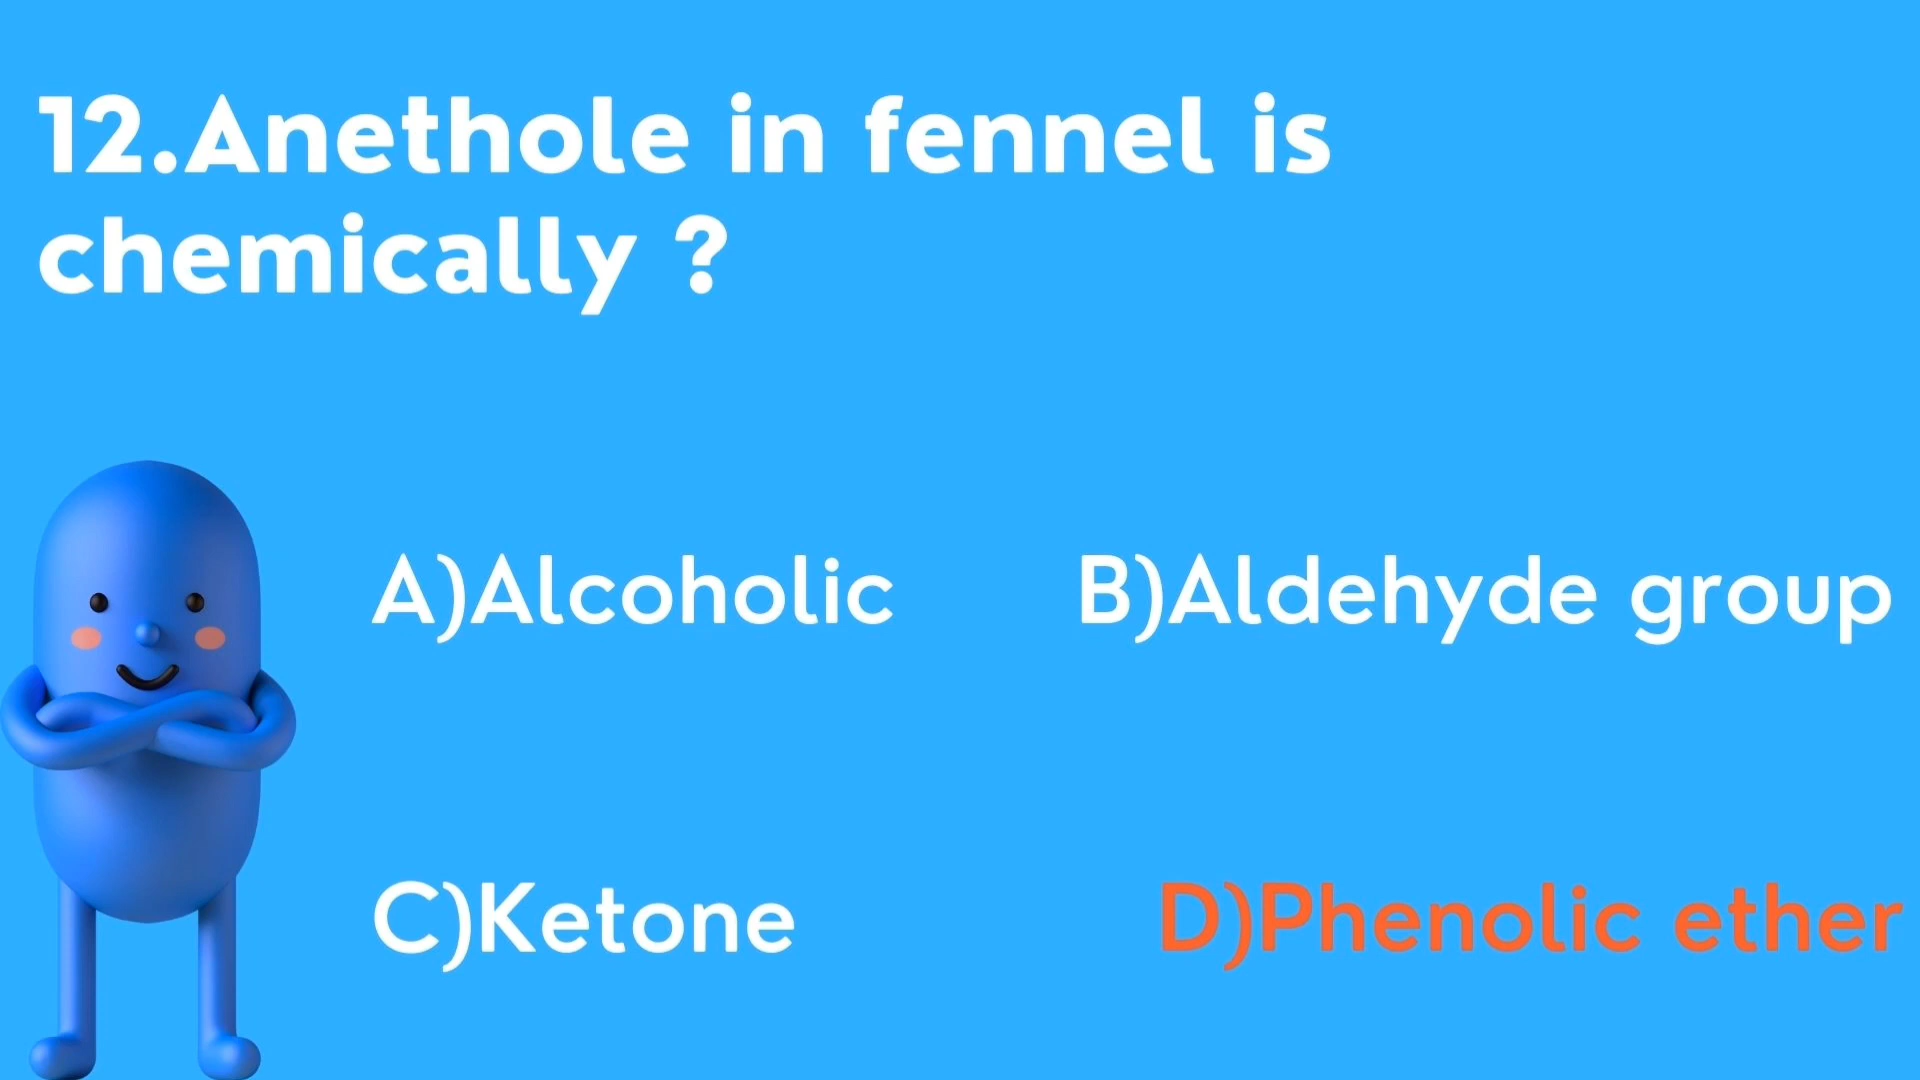 12.Anethole in fennel is
chemically ?
A)Alcoholic
B)Aldehyde group
C)Ketone
D)Phenolic ether